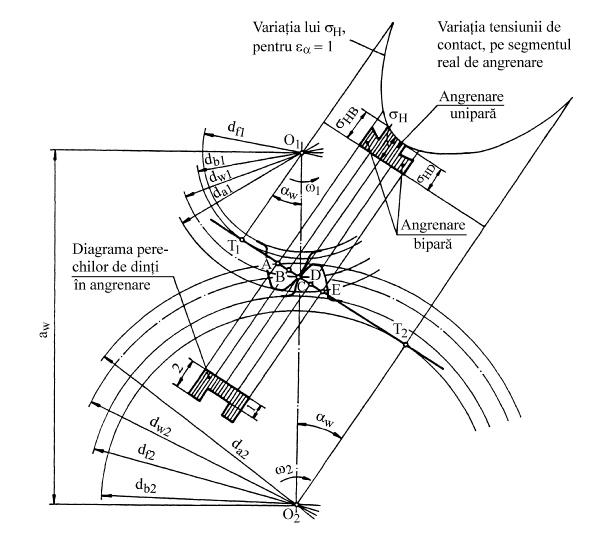 Variația lui σH,
pentru εα = 1
Variația tensiunii de
contact, pe segmentul
real de angrenare
σHB
σH
Angrenare
unipară
σHD
Angrenare
bipară
df1
db1
dw1
da1
O1
αw
ω1
T1
A
B
C
D
E
T2
Diagrama pere-
chilor de dinți
în angrenare
aw
2
1
αw
da2
dw2
df2
db2
ω2
O2